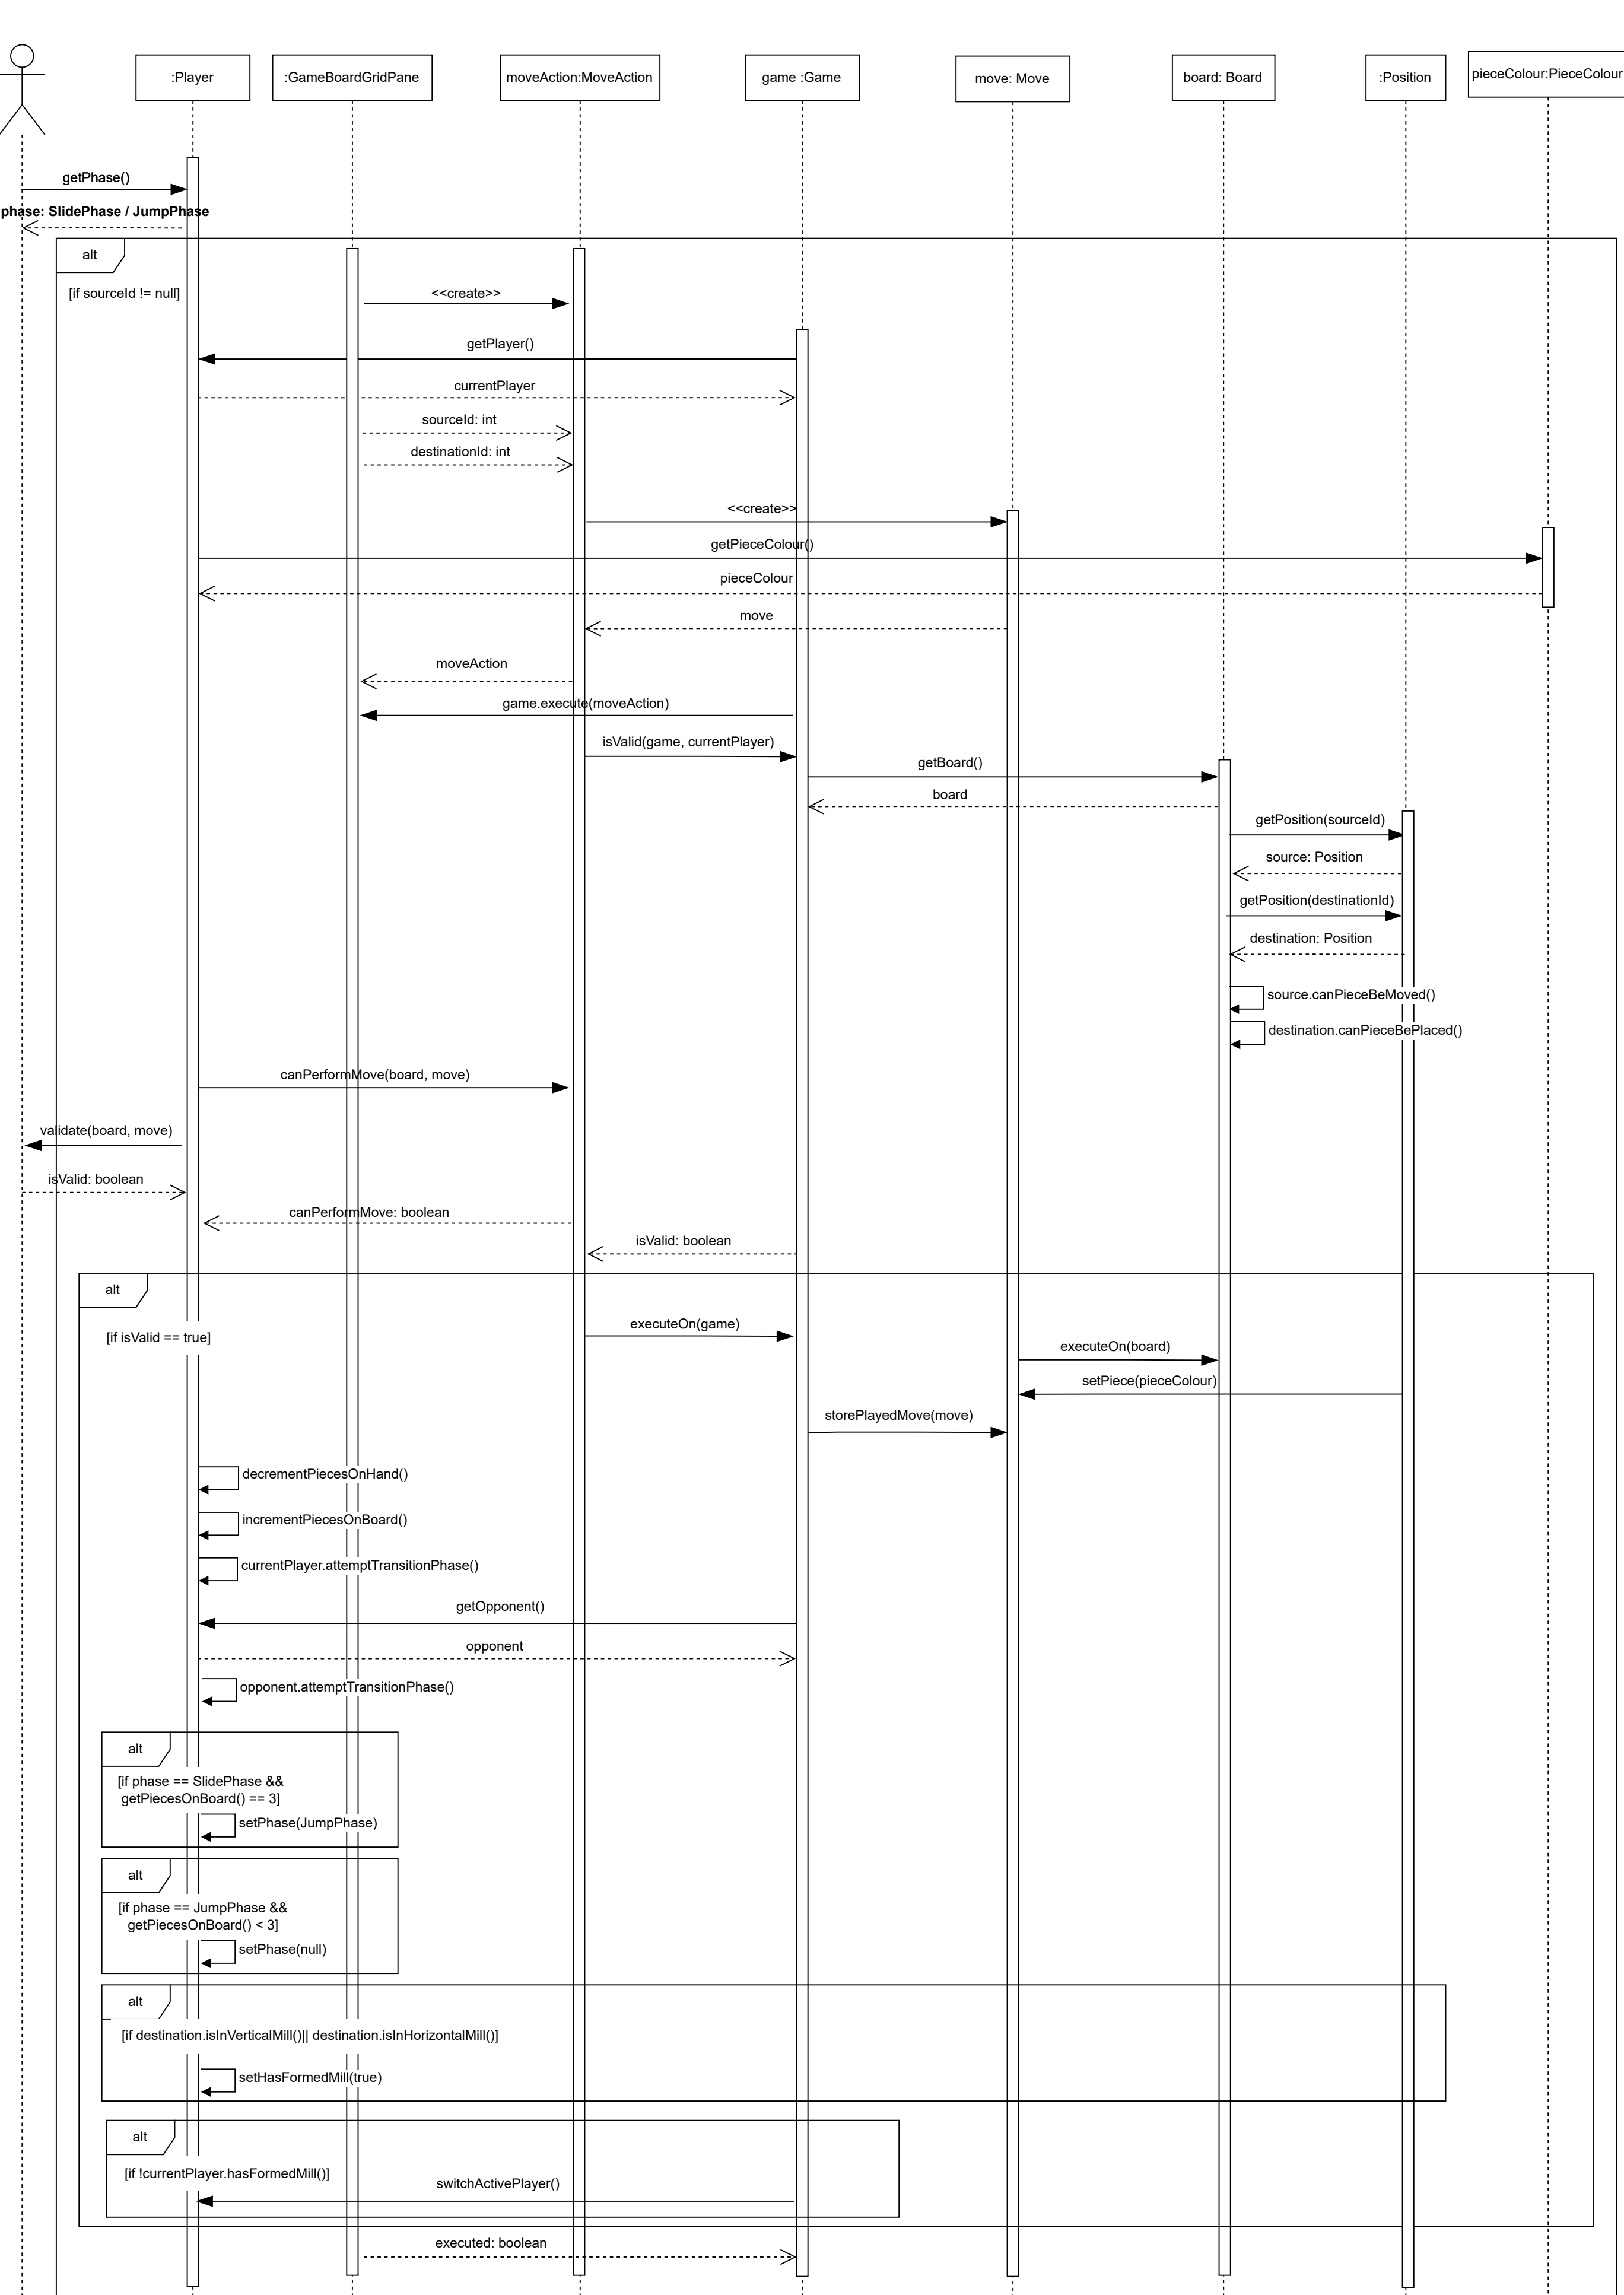 :Player
:GameBoardGridPane
moveAction:MoveAction
game :Game
move: Move
board: Board
:Position
pieceColour:PieceColour
getPhase()
phase: SlidePhase / JumpPhase
alt
[if sourceId != null]
<<create>>
getPlayer()
currentPlayer
sourceId: int
destinationId: int
<<create>>
getPieceColour()
pieceColour
move
moveAction
game.execute(moveAction)
isValid(game, currentPlayer)
getBoard()
board
getPosition(sourceId)
source: Position
getPosition(destinationId)
destination: Position
source.canPieceBeMoved()
destination.canPieceBePlaced()
canPerformMove(board, move)
validate(board, move)
isValid: boolean
canPerformMove: boolean
isValid: boolean
alt
[if isValid == true]
executeOn(game)
executeOn(board)
setPiece(pieceColour)
storePlayedMove(move)
decrementPiecesOnHand()
incrementPiecesOnBoard()
currentPlayer.attemptTransitionPhase()
getOpponent()
opponent
opponent.attemptTransitionPhase()
alt
[if phase == SlidePhase &&
getPiecesOnBoard() == 3]
setPhase(JumpPhase)
alt
[if phase == JumpPhase &&
getPiecesOnBoard() < 3]
setPhase(null)
alt
[if destination.isInVerticalMill()|| destination.isInHorizontalMill()]
setHasFormedMill(true)
alt
[if !currentPlayer.hasFormedMill()]
switchActivePlayer()
executed: boolean